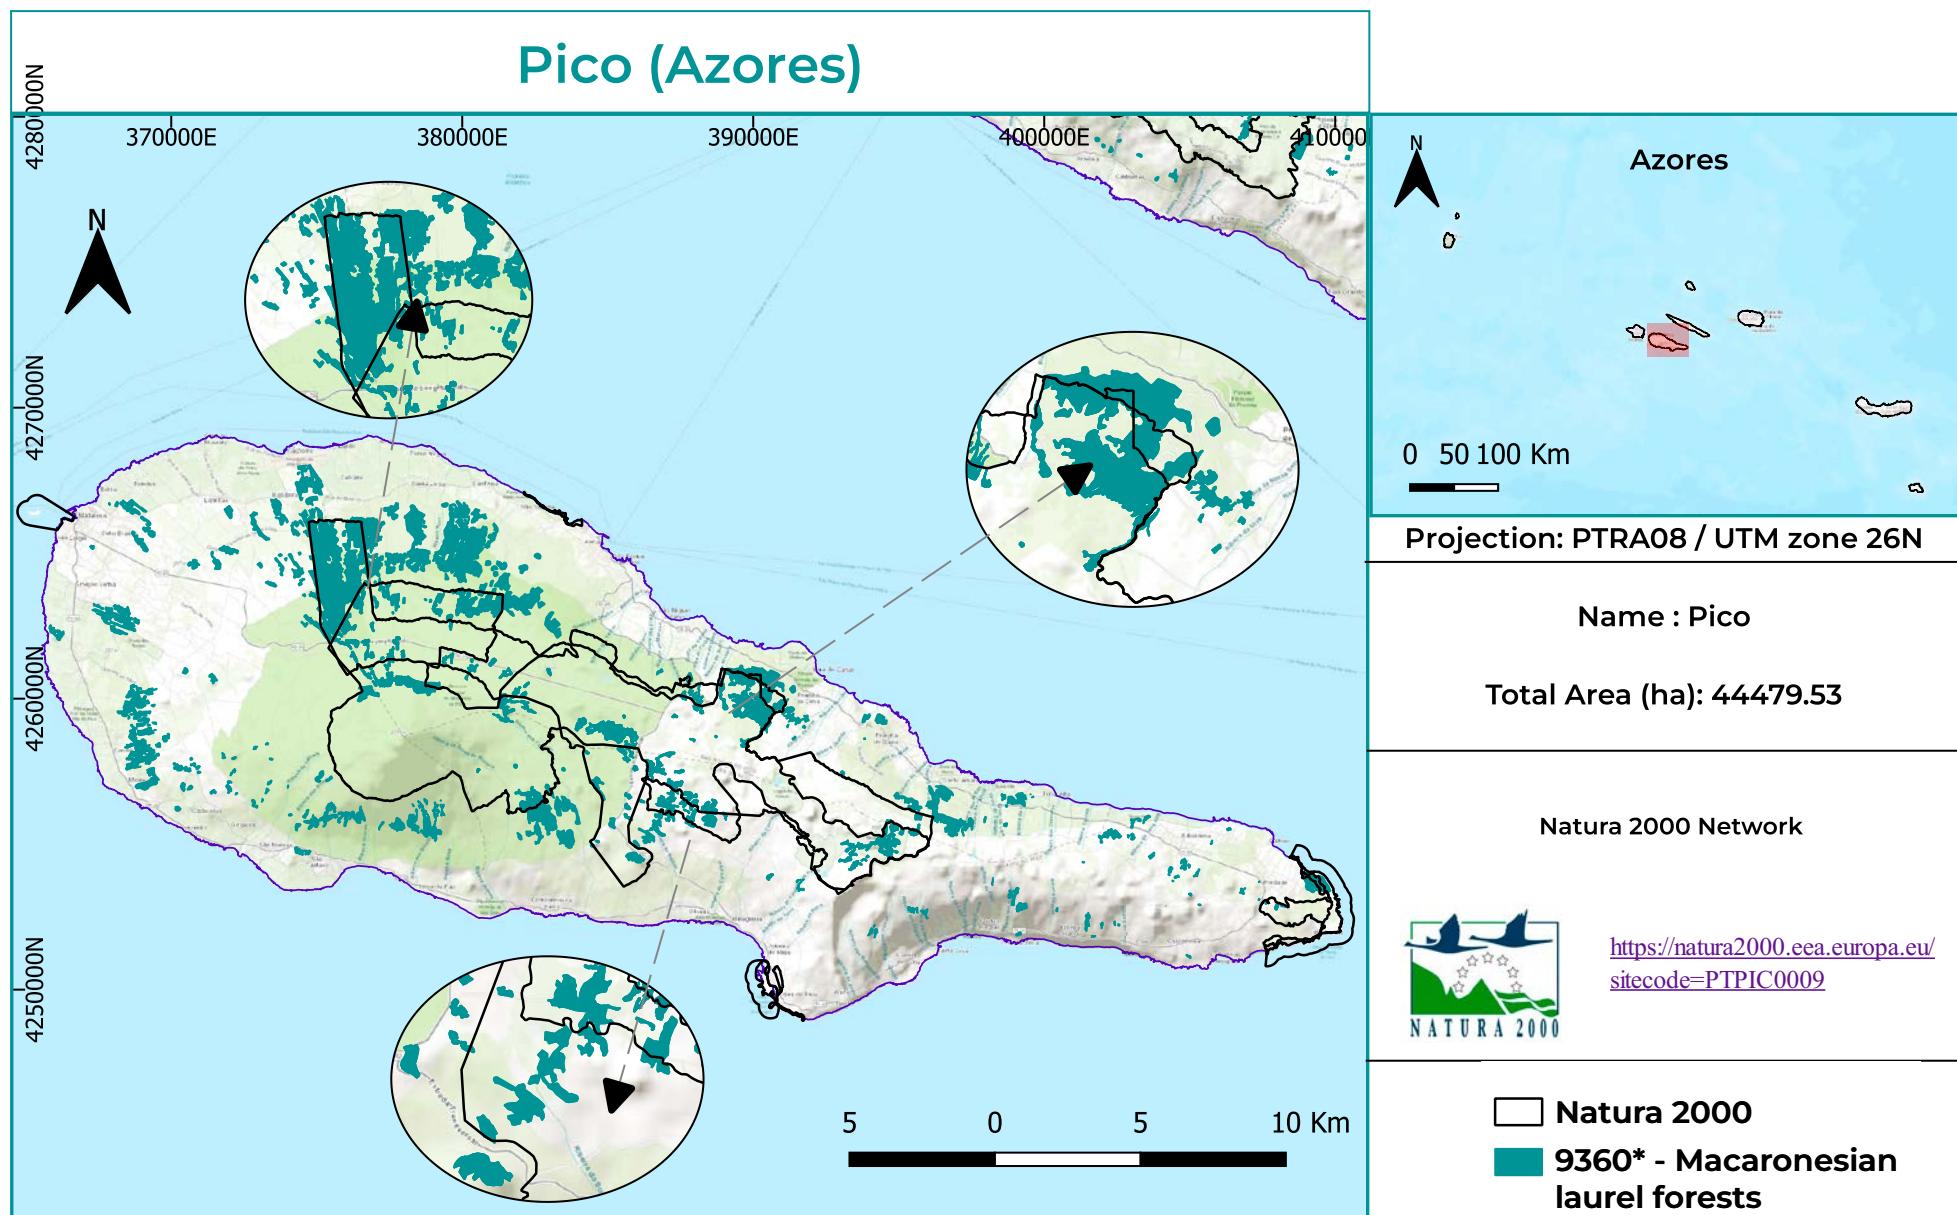 Pico (Azores)
4280000N
370000E
380000E
390000E
400000E
410000
N
4270000N
4260000N
4250000N
5 0 5 10 Km
N
Azores
0 50 100 Km
Projection: PTRA08 / UTM zone 26N
Name : Pico
Total Area (ha): 44479.53
Natura 2000 Network
NATURA 2000
https://natura2000.eea.europa.eu/
sitecode=PTPIC0009
Natura 2000
9360* - Macaronesian
laurel forests